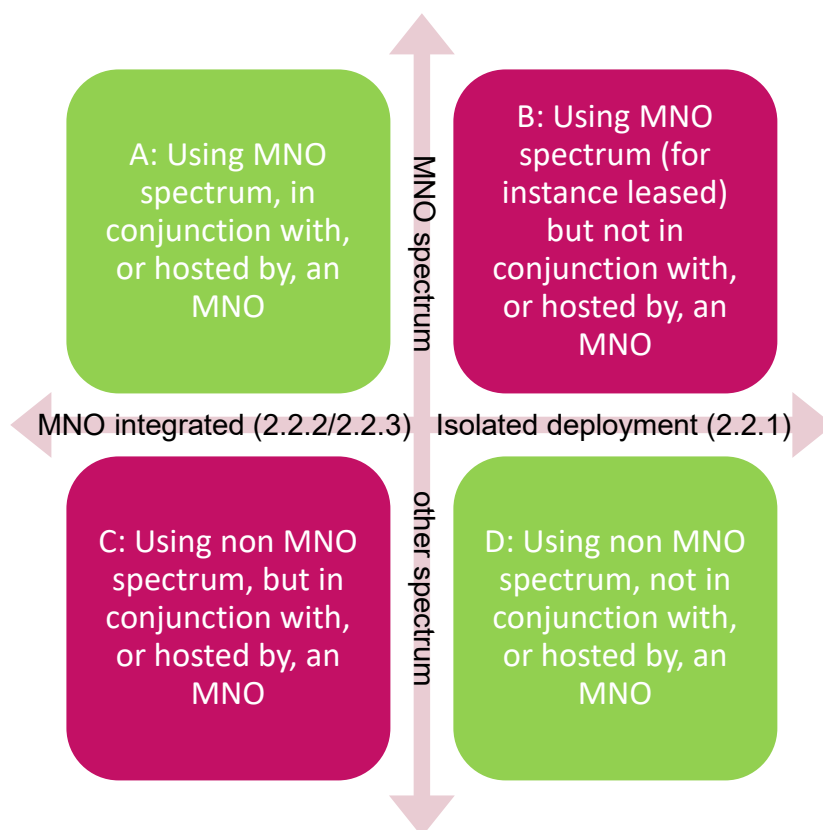 A: Using MNO
spectrum, in
conjunction with,
or hosted by, an
MNO
MNO spectrum
B: Using MNO
spectrum (for
instance leased)
but not in
conjunction with,
or hosted by, an
MNO
MNO integrated (2.2.2/2.2.3)
Isolated deployment (2.2.1)
C: Using non MNO
spectrum, but in
conjunction with,
or hosted by, an
MNO
other spectrum
D: Using non MNO
spectrum, not in
conjunction with,
or hosted by, an
MNO